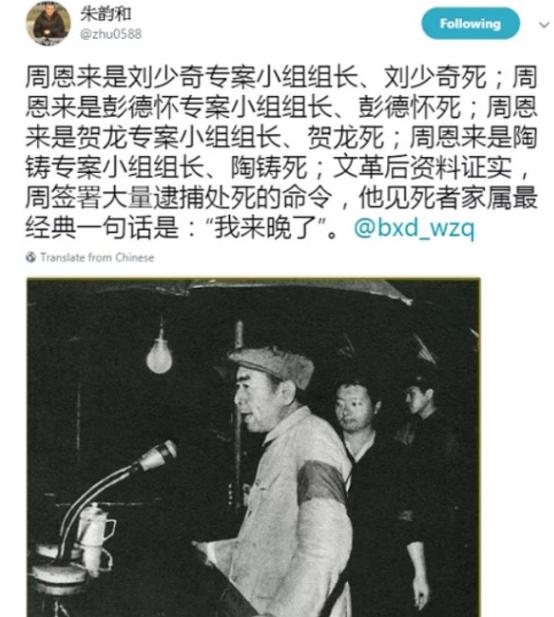 朱韵和
@zhu0588
Following
周恩来是刘少奇专案小组组长、刘少奇死；周
恩来是彭德怀专案小组组长、彭德怀死；周恩
来是贺龙专案小组组长、贺龙死；周恩来是陶
铸专案小组组长、陶铸死；文革后资料证实，
周签署大量逮捕处死的命令，他见死者家属最
经典一句话是：“我来晚了”。@bxd_wzq
Translate from Chinese